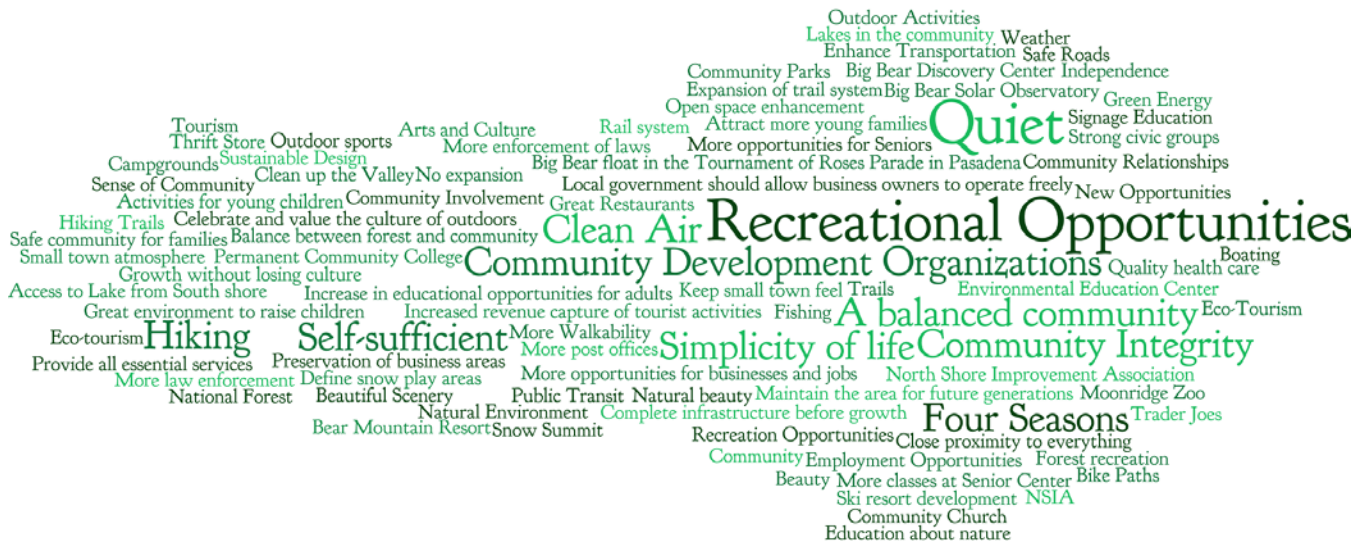 Outdoor Activities
Lakes in the community Weather
Enhance Transportation Safe Roads
Community Parks Big Bear Discovery Center Independence
Expansion of trail system Big Bear Solar Observatory Green Energy
Open space enhancement Quiet Signage Education
Tourism Arts and Culture Rail system Attract more young families Strong civic groups
Thrift Store Outdoor sports More enforcement of laws More opportunities for Seniors
Campgrounds Sustainable Design Big Bear float in the Tournament of Roses Parade in Pasadena Community Relationships
Clean up the Valley No expansion
Sense of Community Local government should allow business owners to operate freely New Opportunities
Activities for young children Community Involvement Great Restaurants
Hiking Trails Celebrate and value the culture of outdoors Clean Air Recreational Opportunities
Safe community for families Balance between forest and community
Small town atmosphere Permanent Community College Community Development Organizations Quality health care Boating
Growth without losing culture
Access to Lake from South shore Increase in educational opportunities for adults Keep small town feel Trails Environmental Education Center
Great environment to raise children Increased revenue capture of tourist activities Fishing A balanced community Eco-Tourism
Eco-tourism Hiking Self-sufficient More Walkability
More post offices Simplicity of life Community Integrity
Provide all essential services Preservation of business areas
More law enforcement Define snow play areas More opportunities for businesses and jobs North Shore Improvement Association
National Forest Beautiful Scenery Public Transit Natural beauty Maintain the area for future generations Moonridge Zoo
Natural Environment Complete infrastructure before growth Four Seasons Trader Joes
Bear Mountain Resort Snow Summit Recreation Opportunities Close proximity to everything
Community Employment Opportunities Forest recreation
Beauty More classes at Senior Center Bike Paths
Ski resort development NSIA
Community Church
Education about nature